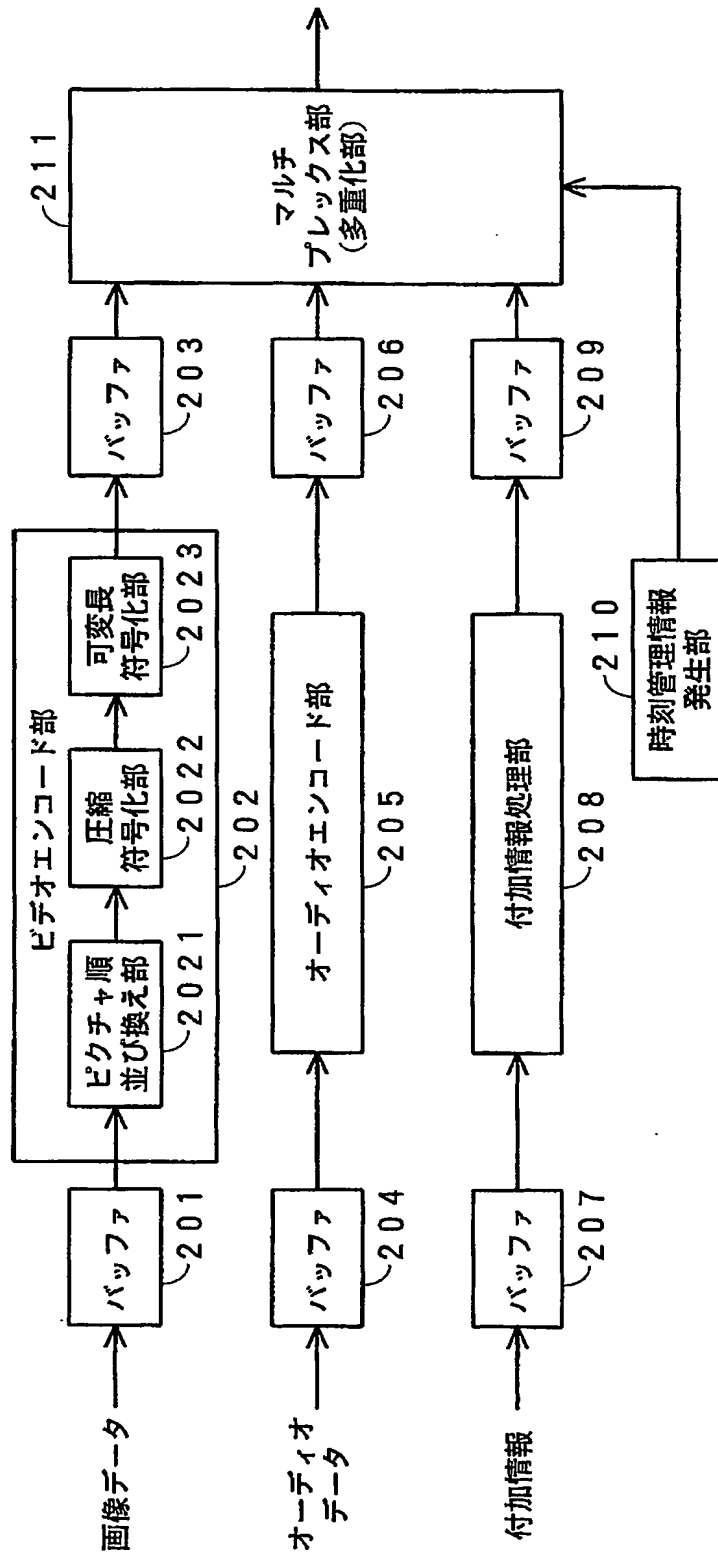 画像データ
バッファ
201
ビデオエンコード部
ピクチャ順
並び換え部
2021
圧縮
符号化部
2022
可変長
符号化部
2023
202
バッファ
203
オーディオ
データ
バッファ
204
オーディオエンコード部
205
バッファ
206
付加情報
バッファ
207
付加情報処理部
208
バッファ
209
時刻管理情報
発生部
210
マルチ
プレックス部
(多重化部)
211